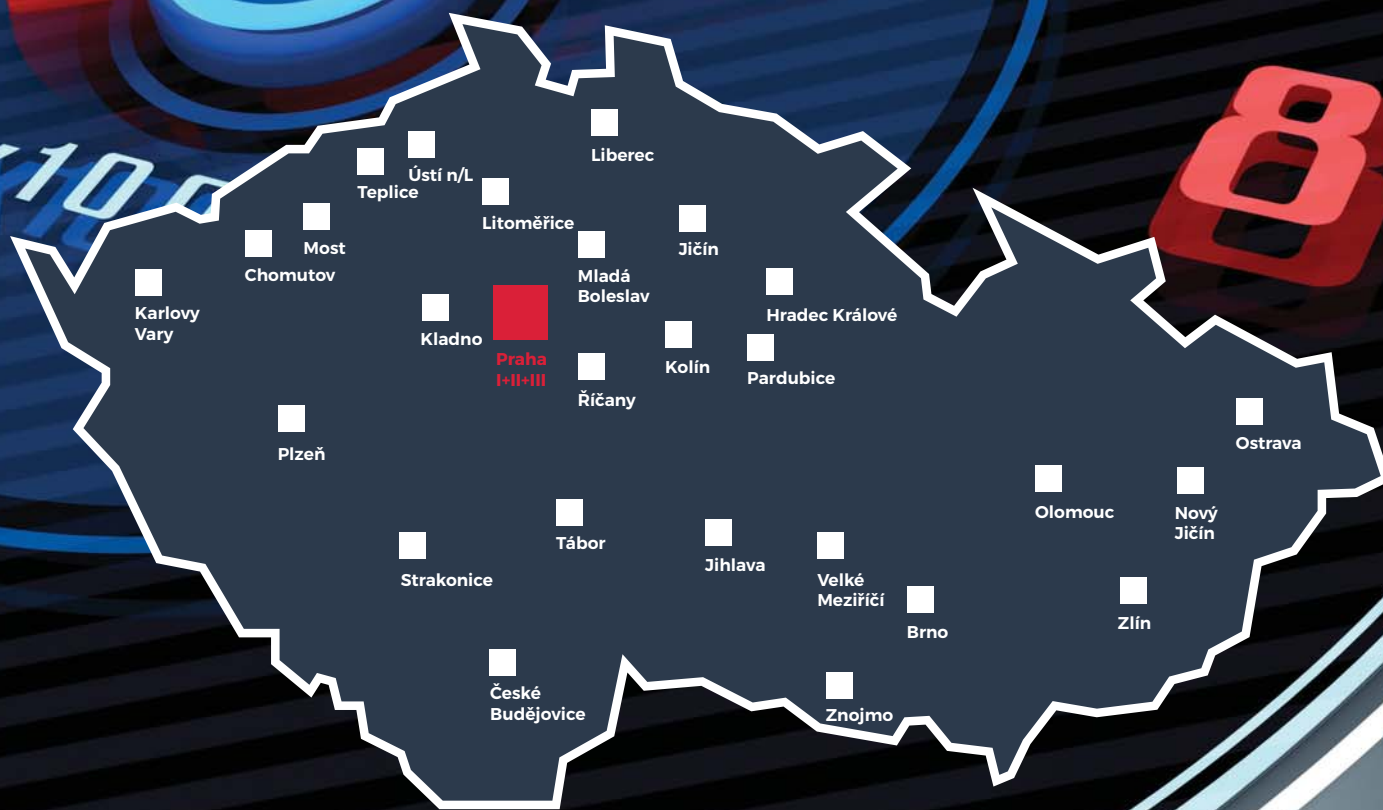 Liberec
Ústí n/L
Teplice
Litoměřice
Most
Jičín
Chomutov
Mladá
Boleslav
Karlovy
Vary
Hradec Králové
Kladno
Praha
I+II+III
Kolín
Pardubice
Říčany
Plzeň
Ostrava
Olomouc
Nový
Jičín
Tábor
Jihlava
Strakonice
Velké
Meziříčí
Brno
Zlín
České
Budějovice
Znojmo
8